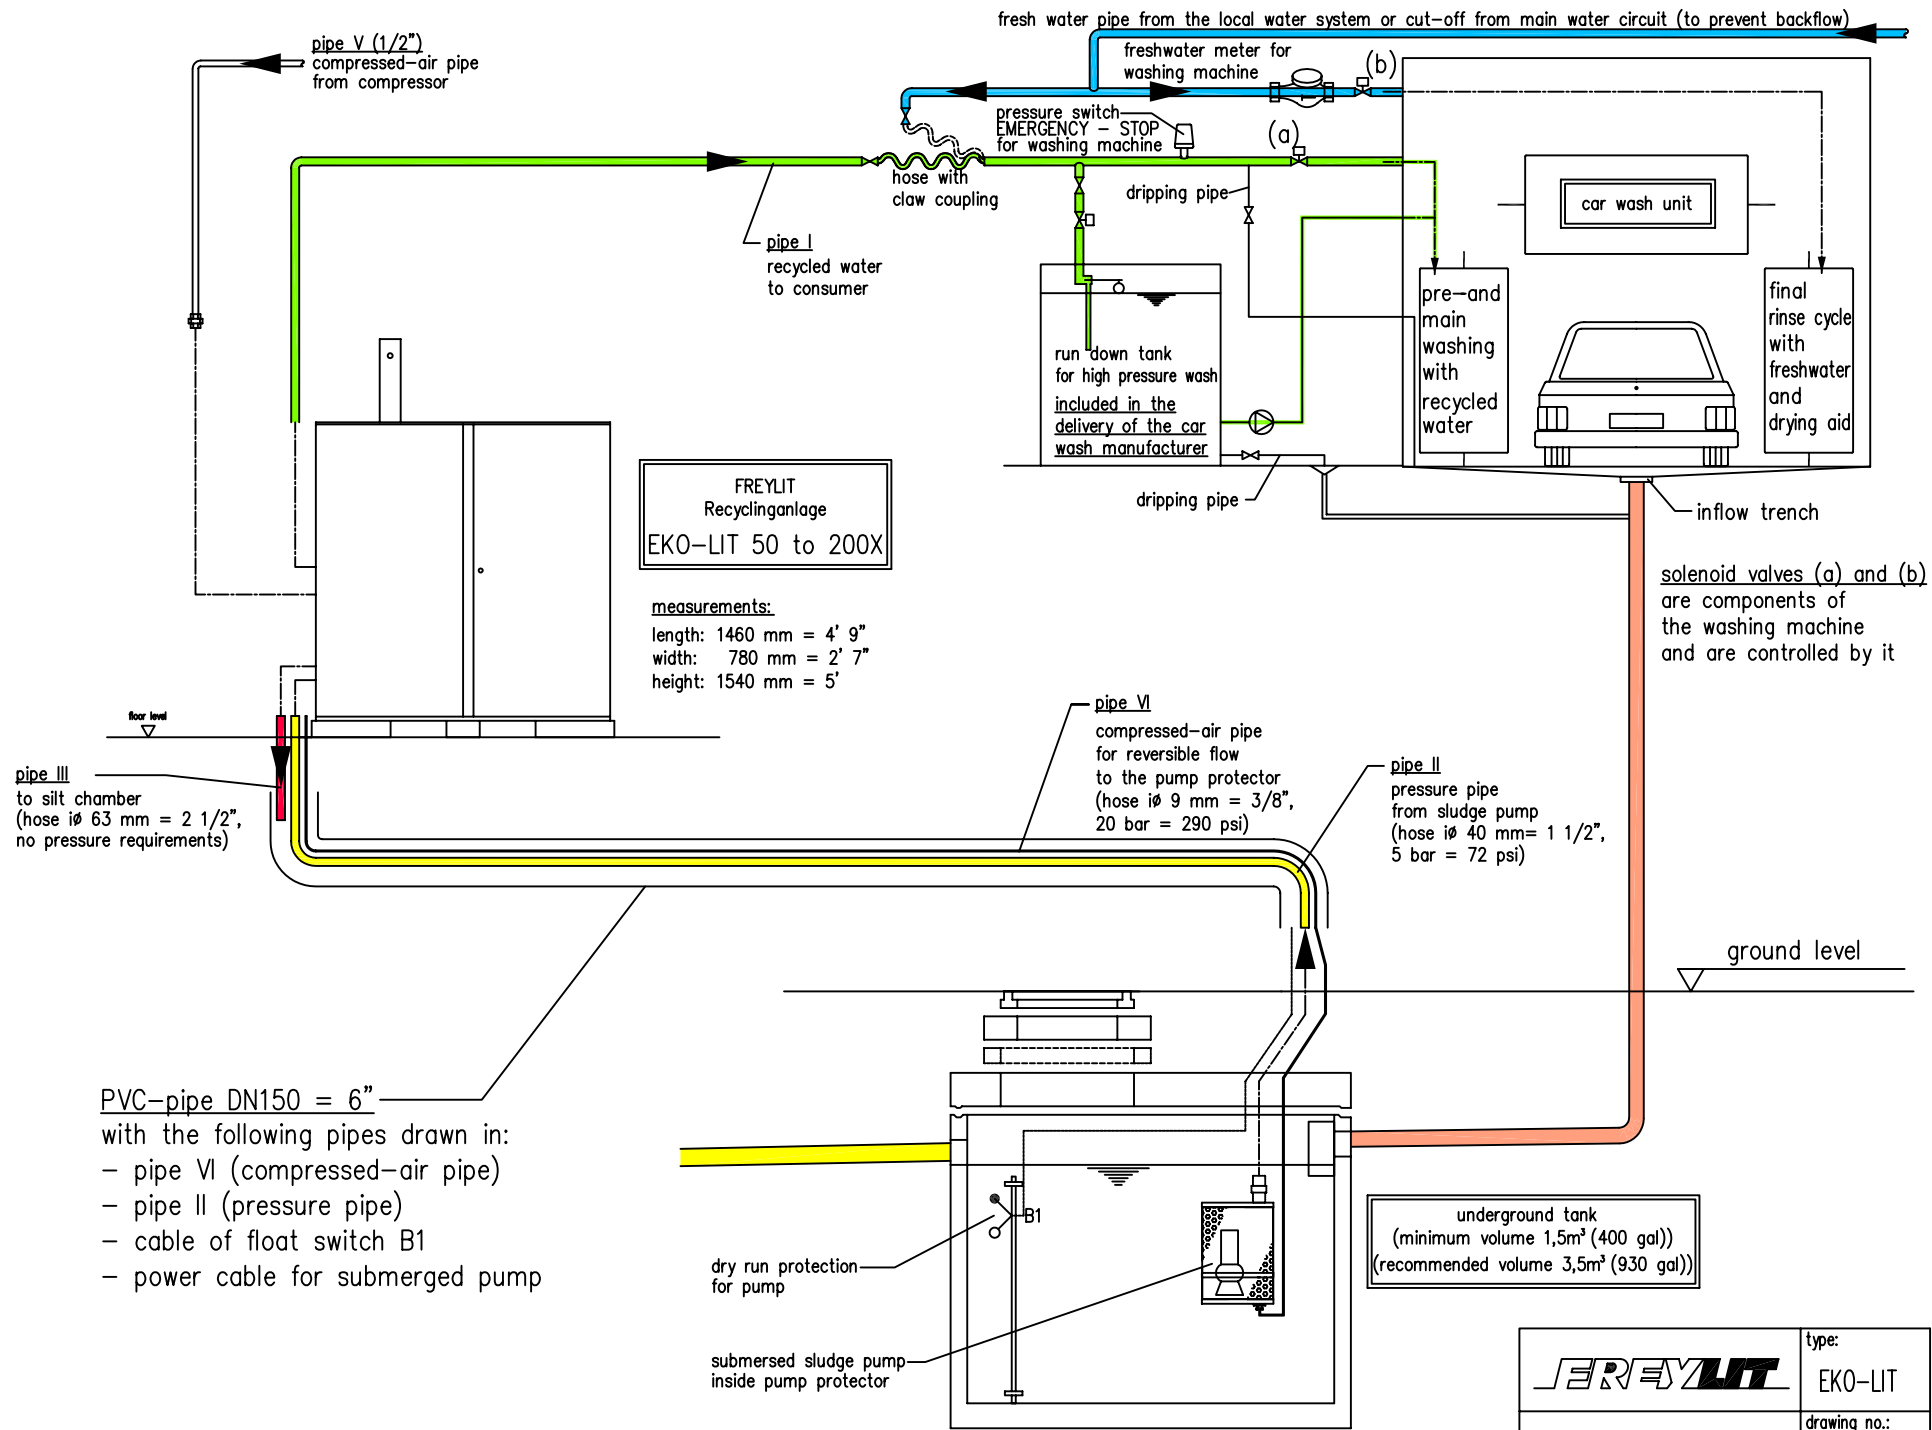 fresh water pipe from the local water system or cut-off from main water circuit (to prevent backflow)
pipe V (1/2”)
compressed-air pipe
from compressor
freshwater meter for
washing machine
(b)
pressure switch
EMERGENCY - STOP
for washing machine
(a)
hose with
claw coupling
dripping pipe
car wash unit
pipe I
recycled water
to consumer
pre-and
main
washing
with
recycled
water
final
rinse cycle
with
freshwater
and
drying aid
run down tank
for high pressure wash
included in the
delivery of the car
wash manufacturer
dripping pipe
inflow trench
FREYLIT
Recyclinganlage
EKO-LIT 50 to 200X
solenoid valves (a) and (b)
are components of
the washing machine
and are controlled by it
measurements:
length: 1460 mm = 4' 9”
width: 780 mm = 2' 7”
height: 1540 mm = 5'
floor level
pipe III
to silt chamber
(hose iø 63 mm = 2 1/2”,
no pressure requirements)
pipe VI
compressed-air pipe
for reversible flow
to the pump protector
(hose iø 9 mm = 3/8”,
20 bar = 290 psi)
pipe II
pressure pipe
from sludge pump
(hose iø 40 mm= 1 1/2”,
5 bar = 72 psi)
ground level
PVC-pipe DN150 = 6”
with the following pipes drawn in:
- pipe VI (compressed-air pipe)
- pipe II (pressure pipe)
- cable of float switch B1
- power cable for submerged pump
B1
dry run protection
for pump
submersed sludge pump
inside pump protector
underground tank
(minimum volume 1,5m³ (400 gal))
(recommended volume 3,5m³ (930 gal))
FREYLIT
type:
EKO-LIT
drawing no.: